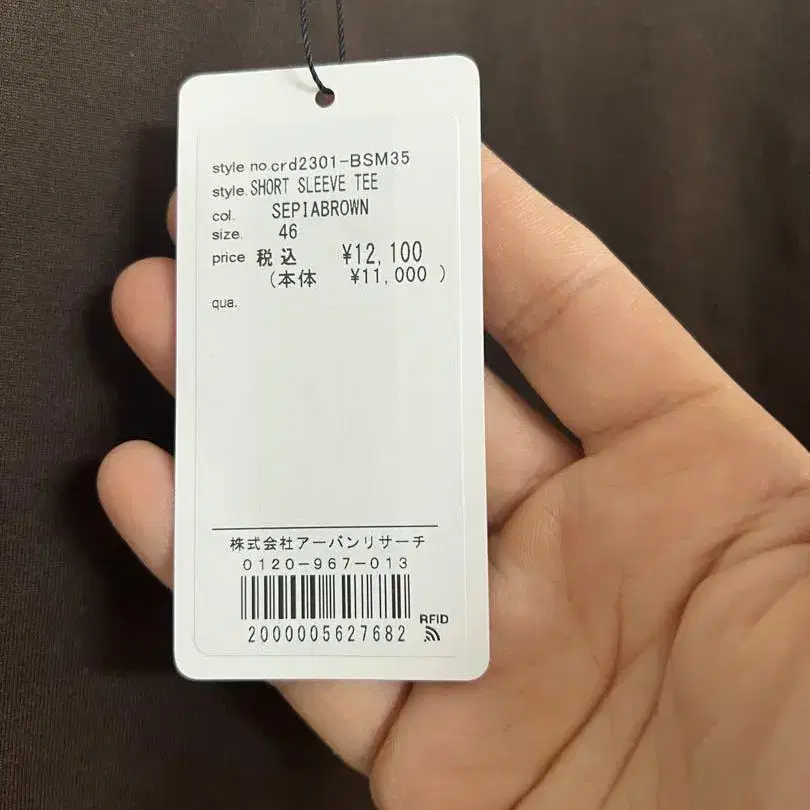 style no.crd2301-BSM35
style.SHORT SLEEVE TEE
col. SEPIABROWN
size. 46
price 税込 ¥12,100
(本体 ¥11,000 )
qua.
株式会社アーバンリサーチ
0120-967-013
RFID
2000005627682